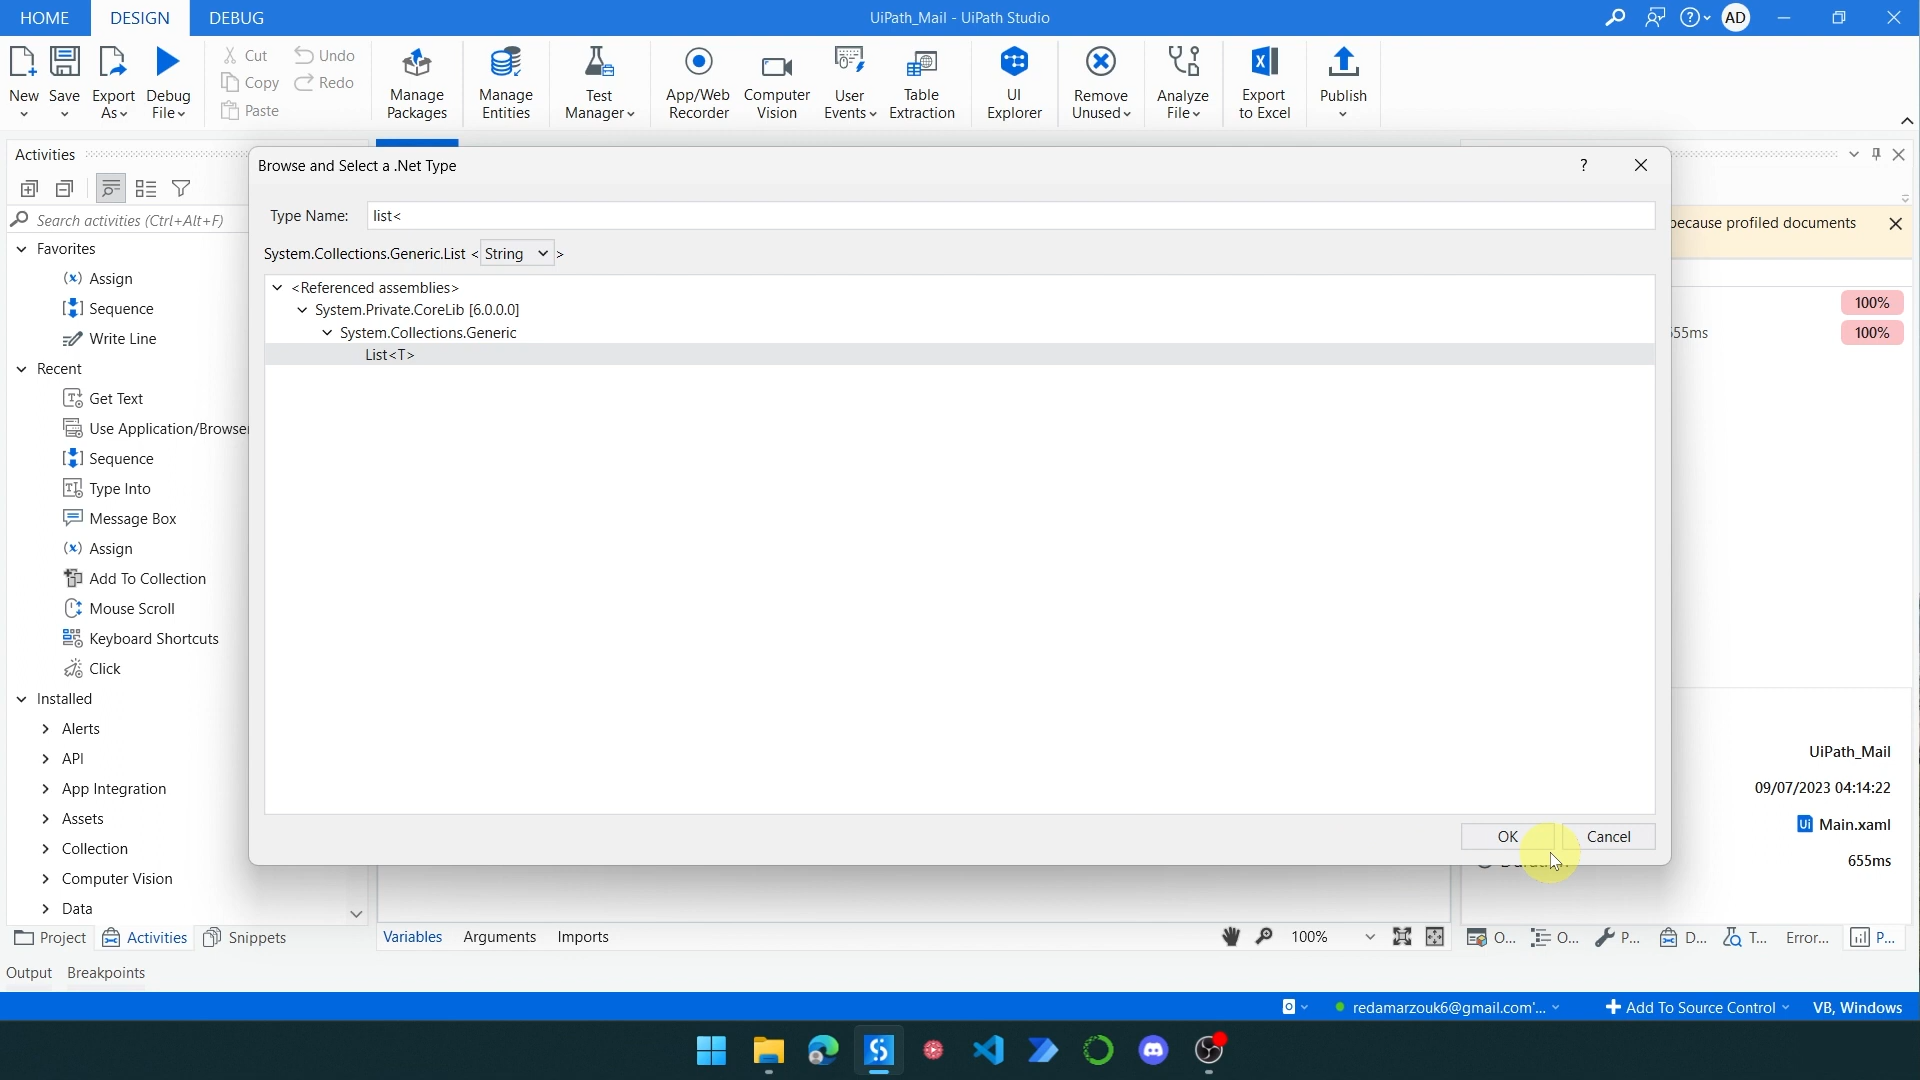 HOME DESIGN DEBUG UiPath_Mail - UiPath Studio AD
New Save Export As Debug File Cut Copy Paste Undo Redo Manage Packages Manage Entities Test Manager App/Web Recorder Computer Vision User Events Table Extraction UI Explorer Remove Unused Analyze File Export to Excel Publish
Activities
Search activities (Ctrl+Alt+F)
Favorites
Assign
Sequence
Write Line
Recent
Get Text
Use Application/Browser
Sequence
Type Into
Message Box
Assign
Add To Collection
Mouse Scroll
Keyboard Shortcuts
Click
Installed
Alerts
API
App Integration
Assets
Collection
Computer Vision
Data
Browse and Select a .Net Type ?
Type Name: list<
System.Collections.Generic.List < String >
<Referenced assemblies>
System.Private.CoreLib [6.0.0.0]
System.Collections.Generic
List<T>
OK Cancel
because profiled documents
100%
55ms 100%
UiPath_Mail
09/07/2023 04:14:22
Main.xaml
655ms
Project Activities Snippets Variables Arguments Imports 100% O... O... P... D... T... Error... P...
Output Breakpoints
redamarzouk6@gmail.com'... Add To Source Control VB, Windows